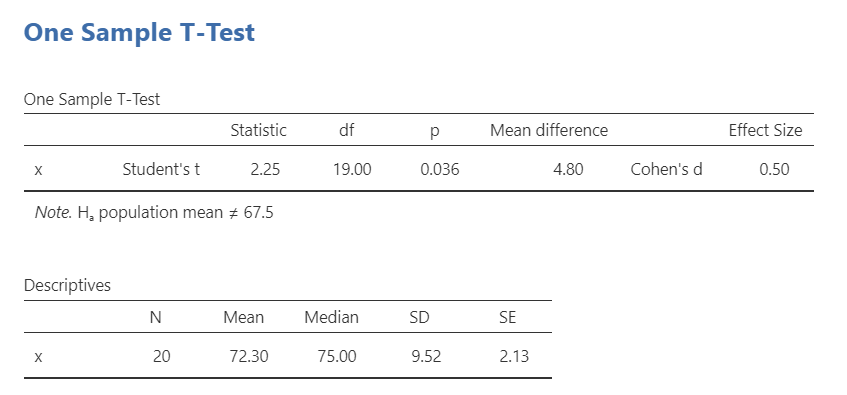 One Sample T-Test
One Sample T-Test
Statistic df p Mean difference Effect Size
x Student's t 2.25 19.00 0.036 4.80 Cohen's d 0.50
Note. Hₐ population mean ≠ 67.5
Descriptives
N Mean Median SD SE
x 20 72.30 75.00 9.52 2.13